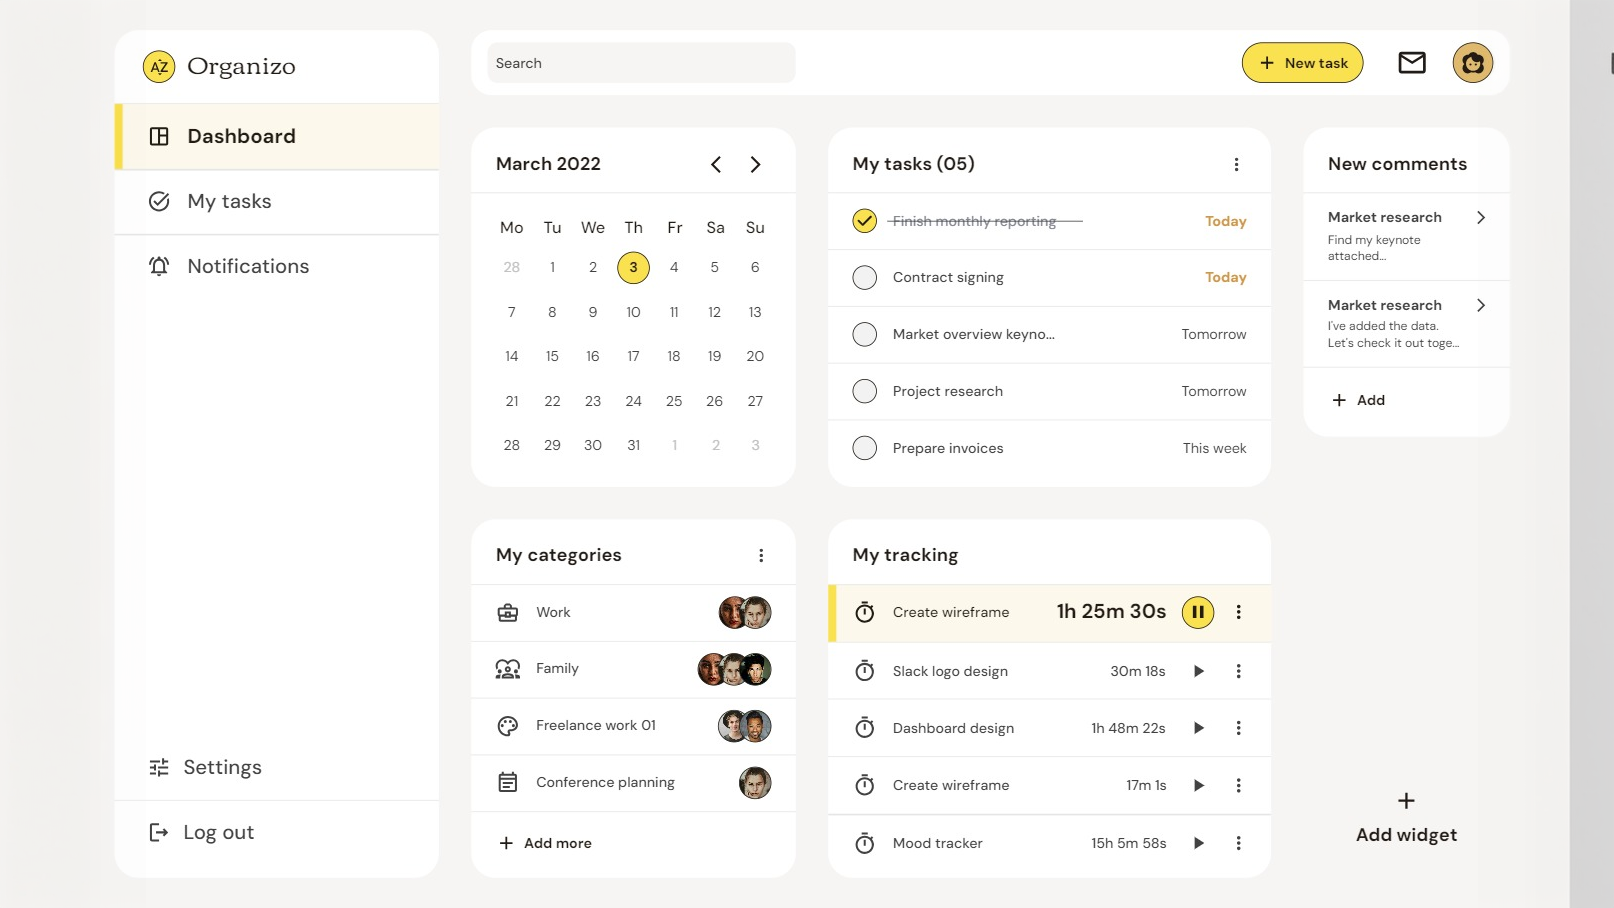 AZ Organizo
Dashboard
My tasks
Notifications
Settings
Log out
Search
New task
March 2022
Mo Tu We Th Fr Sa Su
28 1 2 3 4 5 6
7 8 9 10 11 12 13
14 15 16 17 18 19 20
21 22 23 24 25 26 27
28 29 30 31 1 2 3
My tasks (05)
Finish monthly reporting Today
Contract signing Today
Market overview keyno... Tomorrow
Project research Tomorrow
Prepare invoices This week
New comments
Market research
Find my keynote
attached...
Market research
I've added the data.
Let's check it out toge...
+ Add
My categories
Work
Family
Freelance work 01
Conference planning
+ Add more
My tracking
Create wireframe 1h 25m 30s
Slack logo design 30m 18s
Dashboard design 1h 48m 22s
Create wireframe 17m 1s
Mood tracker 15h 5m 58s
+
Add widget